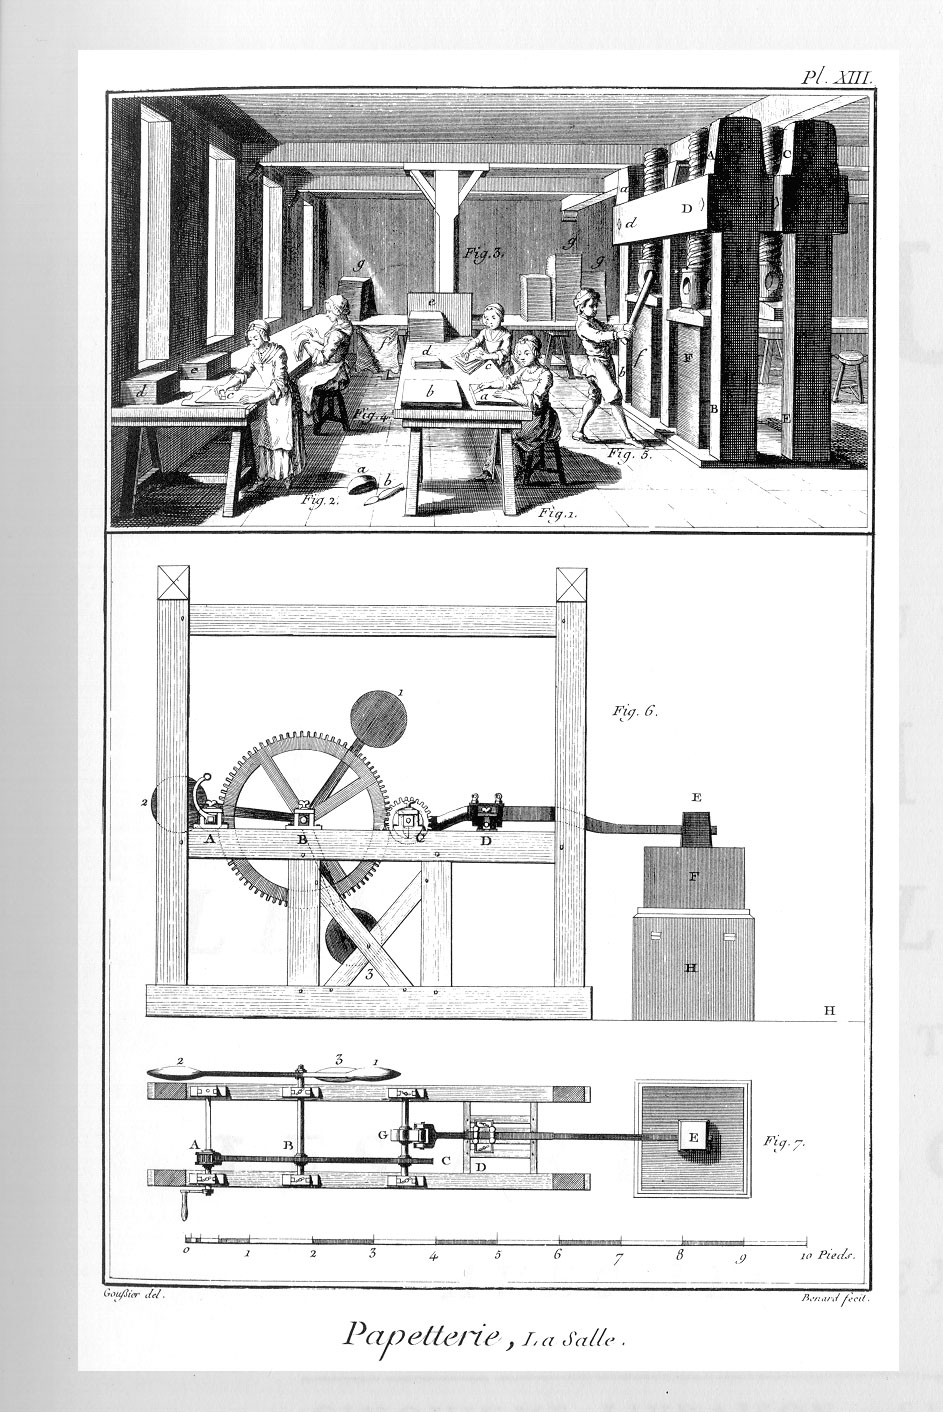 Pl. XIII.
A
C
a
D
d
g
Fig. 3.
g
g
e
d
c
f
F
b
e
d
c
b
a
B
E
Fig. 4.
Fig. 5.
a
b
Fig. 2.
Fig. 1.
1
Fig. 6.
2
E
A
B
C
D
F
3
H
H
2
3
1
A
B
G
C
D
E
Fig. 7.
0 1 2 3 4 5 6 7 8 9 10 Pieds.
Goußier del.
Benard fecit.
Papetterie, La Salle.